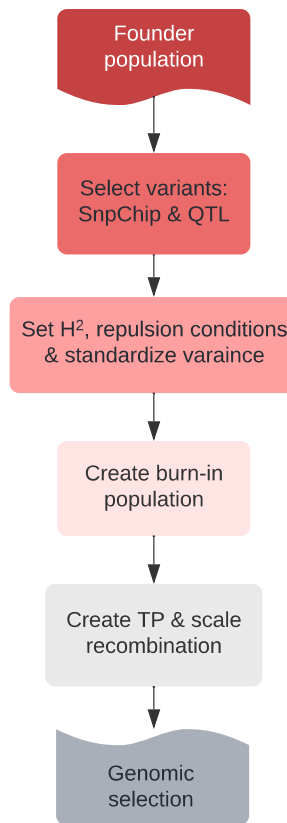 Founder
population
Select variants:
SnpChip & QTL
Set H², repulsion conditions
& standardize varaince
Create burn-in
population
Create TP & scale
recombination
Genomic
selection